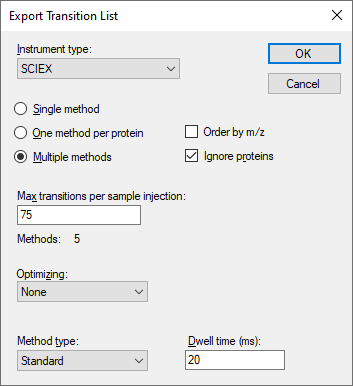 Export Transition List
Instrument type:
SCIEX
OK
Cancel
Single method
One method per protein
Order by m/z
Multiple methods
Ignore proteins
Max transitions per sample injection:
75
Methods: 5
Optimizing:
None
Method type:
Dwell time (ms):
Standard
20